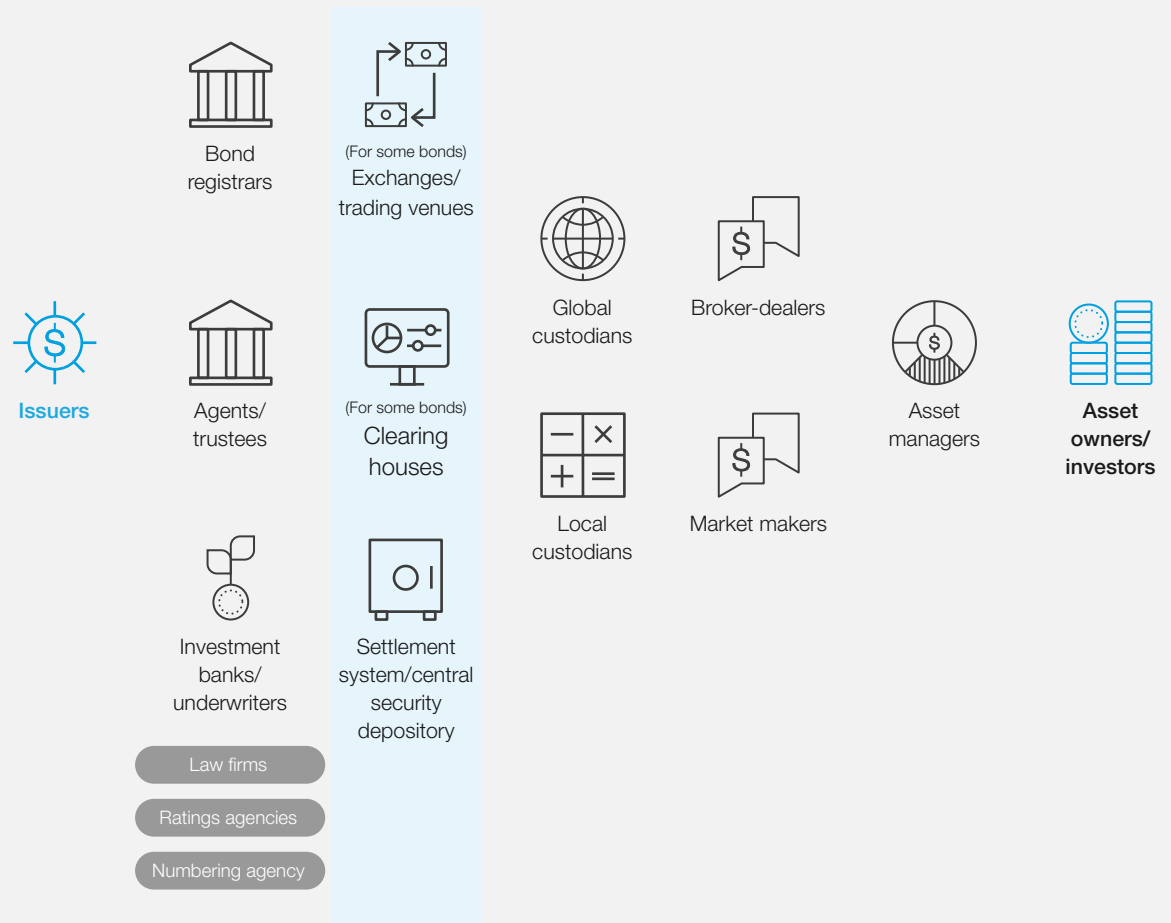 Issuers
Bond
registrars
Agents/
trustees
Investment
banks/
underwriters
Law firms
Ratings agencies
Numbering agency
(For some bonds)
Exchanges/
trading venues
(For some bonds)
Clearing
houses
Settlement
system/central
security
depository
Global
custodians
Local
custodians
Broker-dealers
Market makers
Asset
managers
Asset
owners/
investors